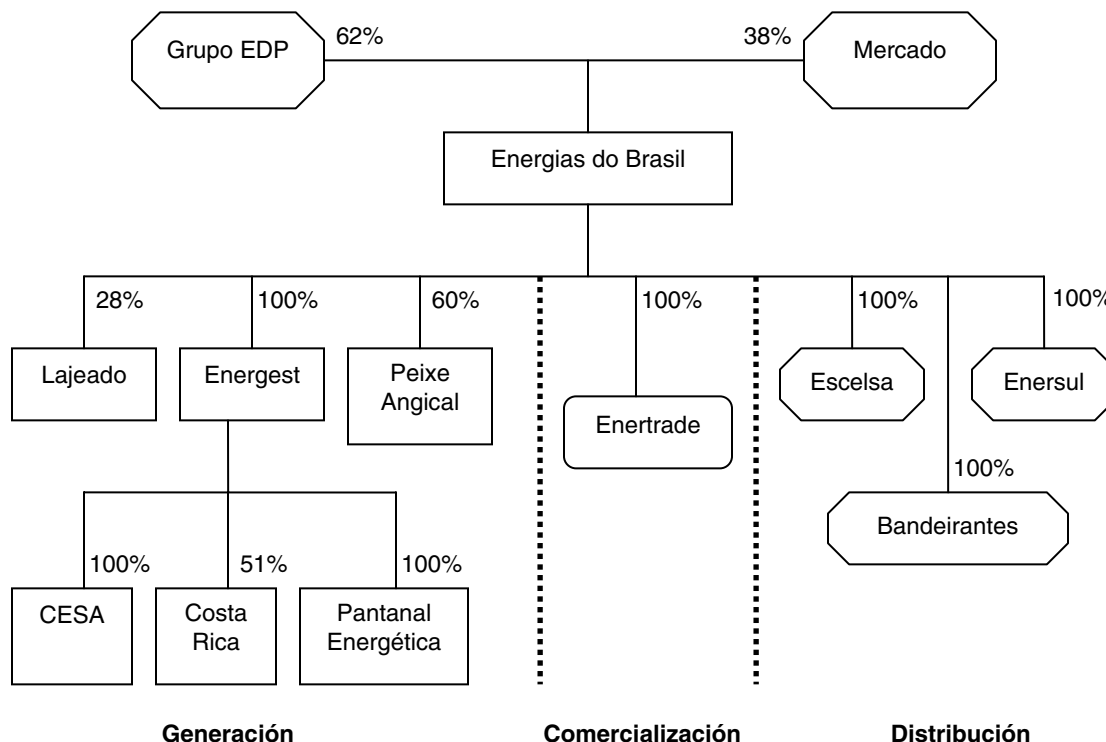 Grupo EDP
62%
38%
Mercado
Energias do Brasil
28%
100%
60%
100%
100%
100%
Lajeado
Energest
Peixe
Angical
Enertrade
Escelsa
Enersul
100%
Bandeirantes
100%
51%
100%
CESA
Costa
Rica
Pantanal
Energética
Generación
Comercialización
Distribución